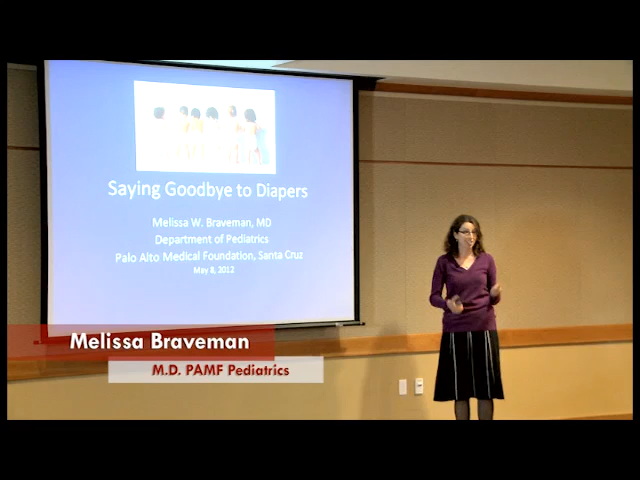 Saying Goodbye to Diapers
Melissa W. Braveman, MD
Department of Pediatrics
Palo Alto Medical Foundation, Santa Cruz
May 8, 2012
Melissa Braveman
M.D. PAMF Pediatrics